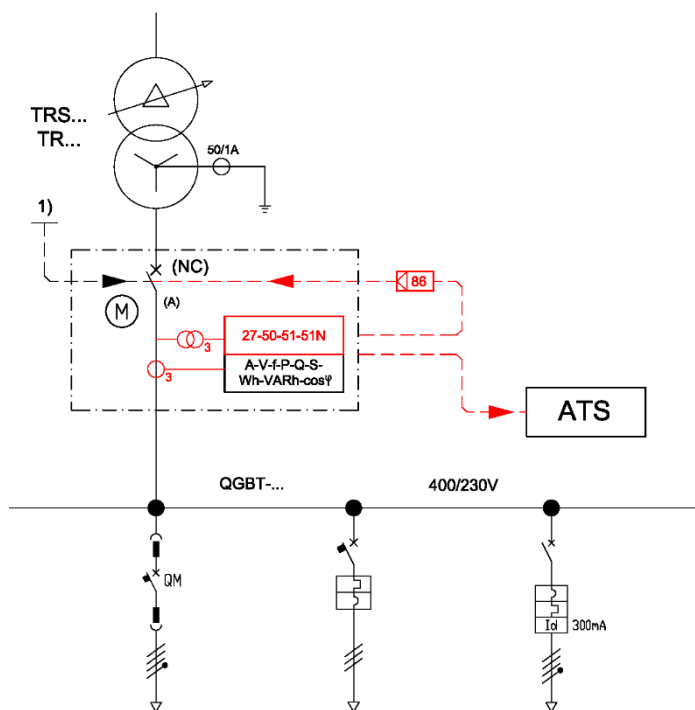 TRS...
TR...
50/1A
1)
(NC)
86
M
(A)
3
27-50-51-51N
3
A-V-f-P-Q-S-
Wh-VARh-cosφ
ATS
QGBT-...
400/230V
QM
Id
300mA